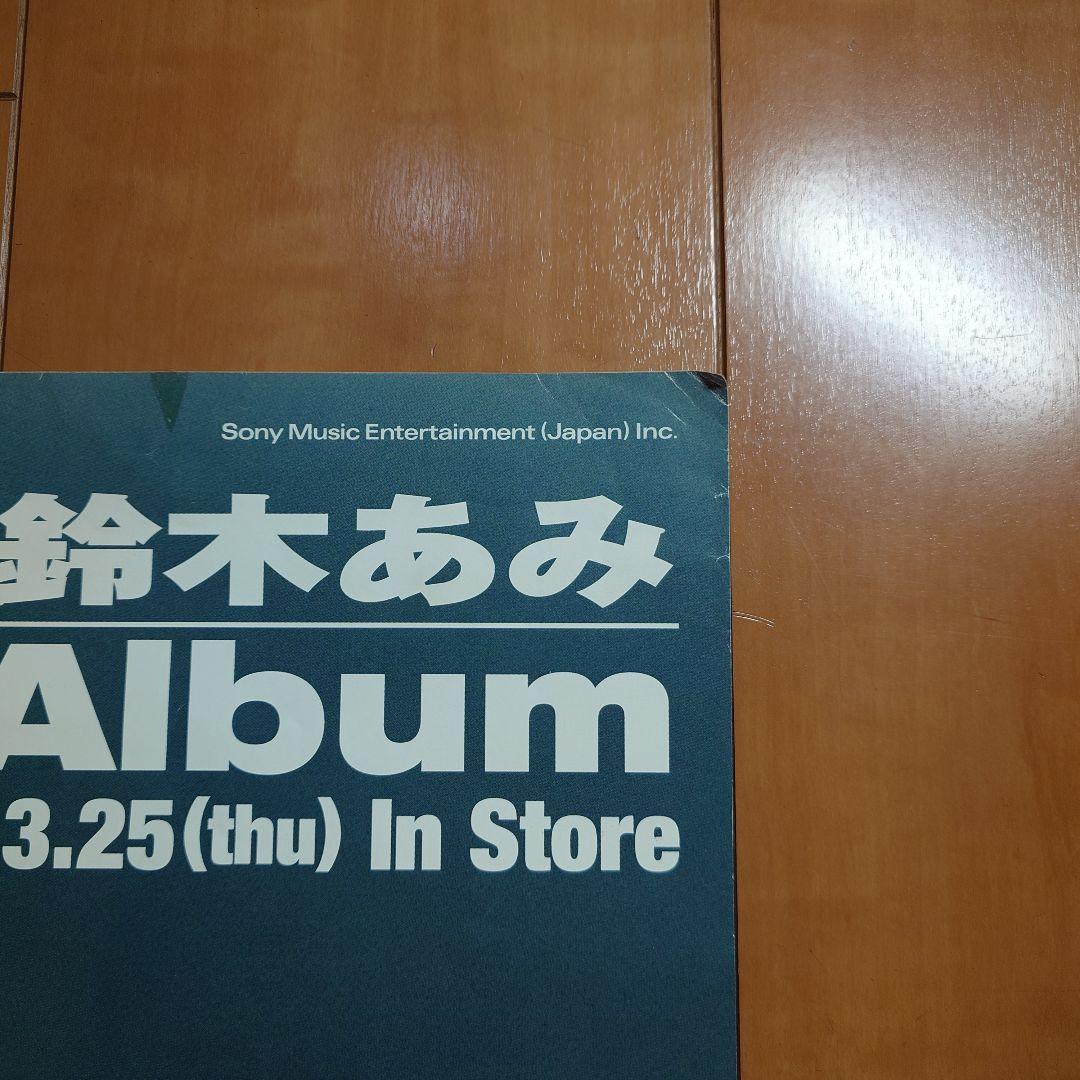 Sony Music Entertainment (Japan) Inc.
鈴木あみ
Album
3.25(thu) In Store